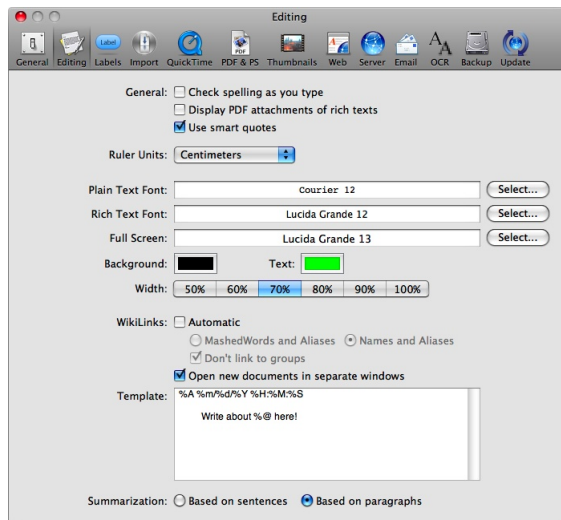 Editing
Label PDF
General Editing Labels Import QuickTime PDF & PS Thumbnails Web Server Email OCR Backup Update
General: Check spelling as you type
Display PDF attachments of rich texts
Use smart quotes
Ruler Units: Centimeters
Plain Text Font: Courier 12 Select...
Rich Text Font: Lucida Grande 12 Select...
Full Screen: Lucida Grande 13 Select...
Background: Text:
Width: 50% 60% 70% 80% 90% 100%
WikiLinks: Automatic
MashedWords and Aliases Names and Aliases
Don't link to groups
Open new documents in separate windows
Template: %A %m/%d/%Y %H:%M:%S
Write about %@ here!
Summarization: Based on sentences Based on paragraphs